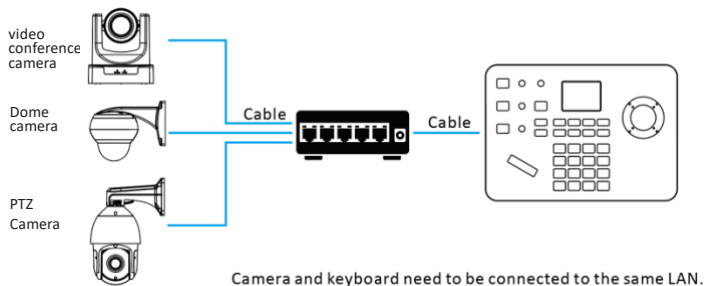 video
conference
camera
Dome
camera
PTZ
Camera
Cable
Cable
Camera and keyboard need to be connected to the same LAN.